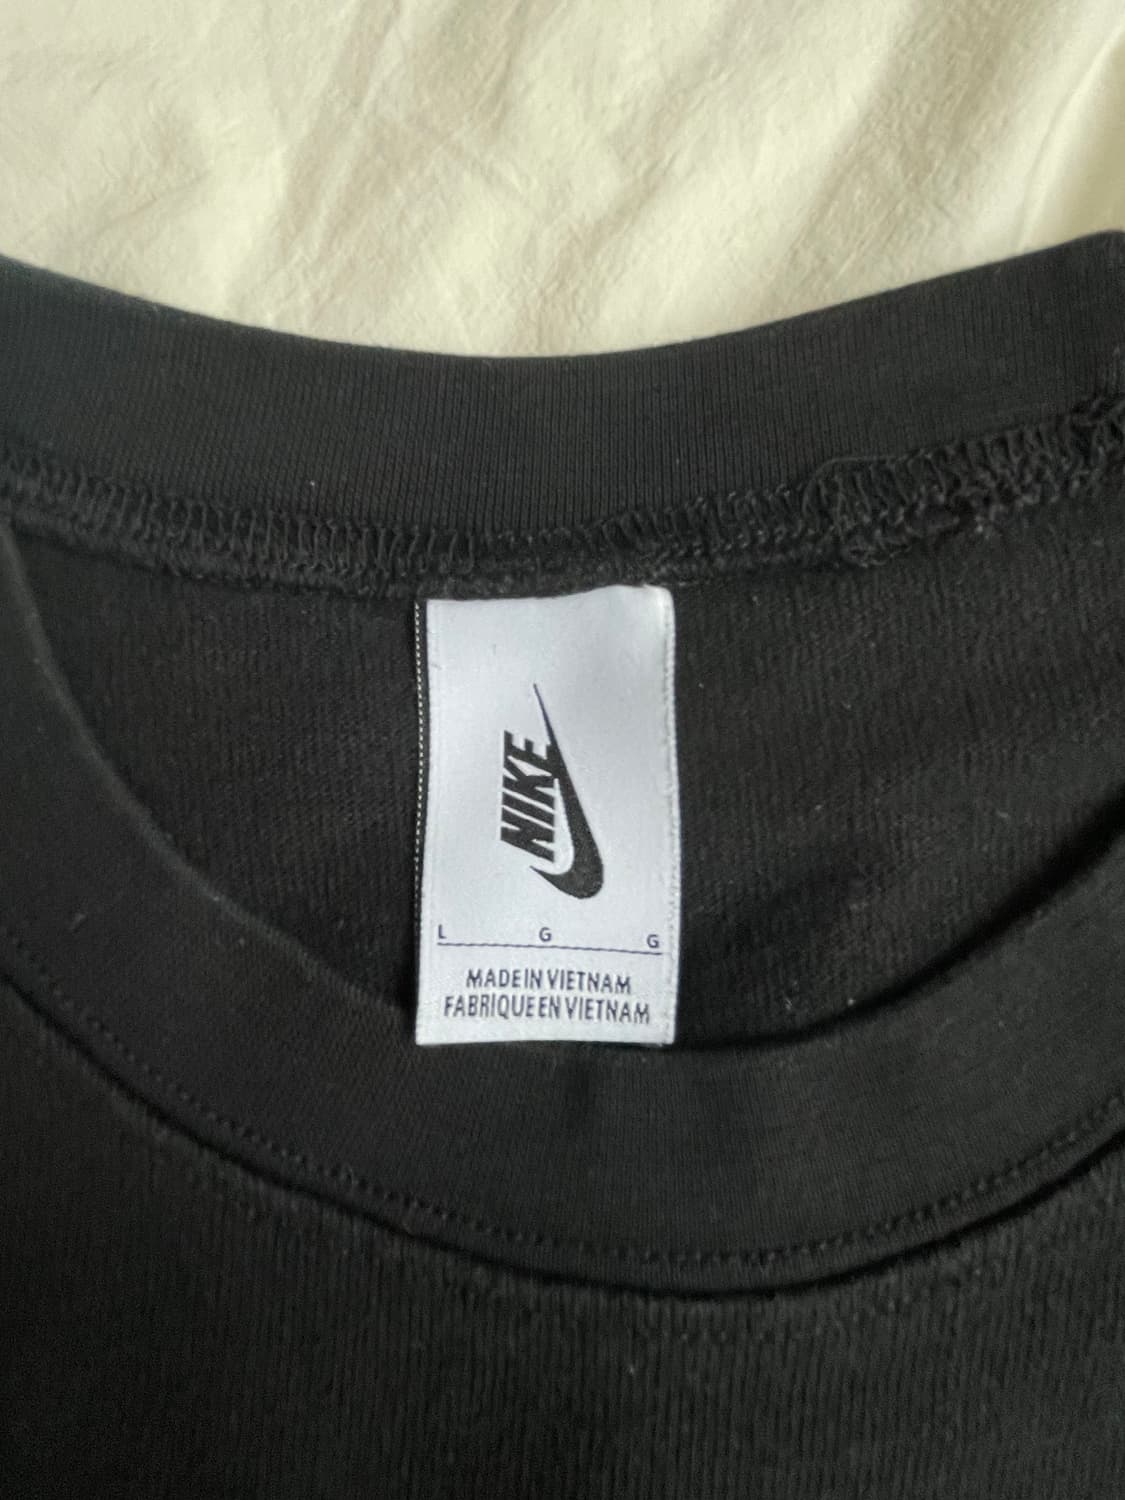 NIKE
L G G
MADE IN VIETNAM
FABRIQUE EN VIETNAM